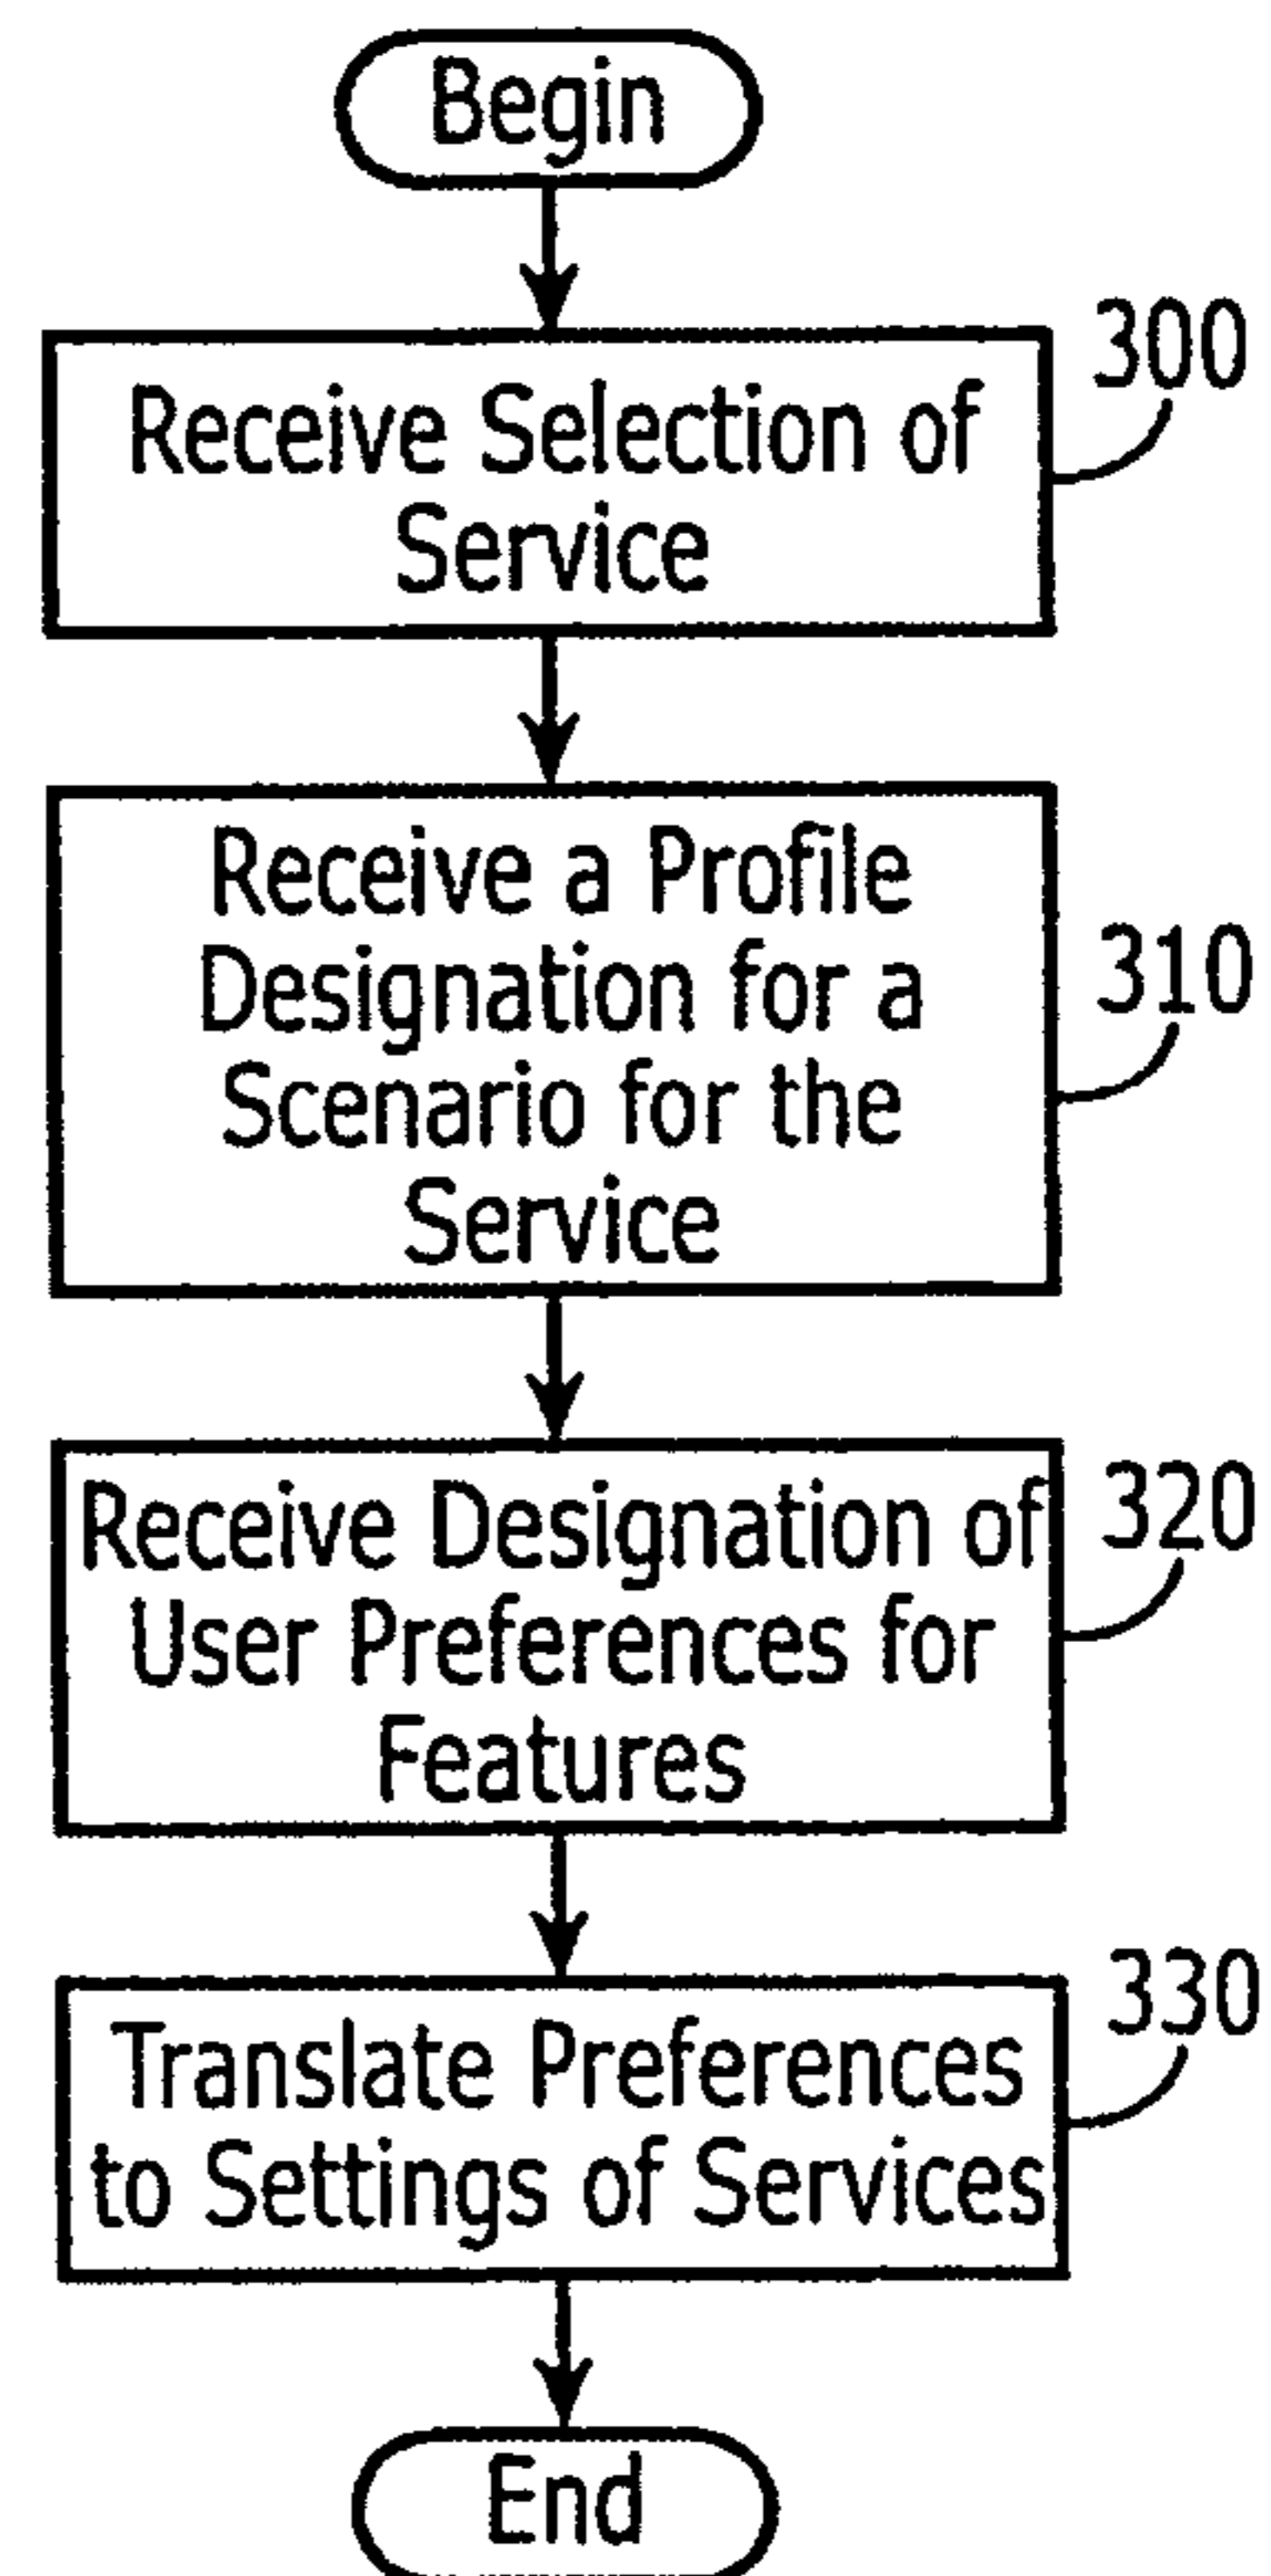 Begin
300
Receive Selection of
Service
Receive a Profile
Designation for a
Scenario for the
Service
310
Receive Designation of
User Preferences for
Features
320
Translate Preferences
to Settings of Services
330
End